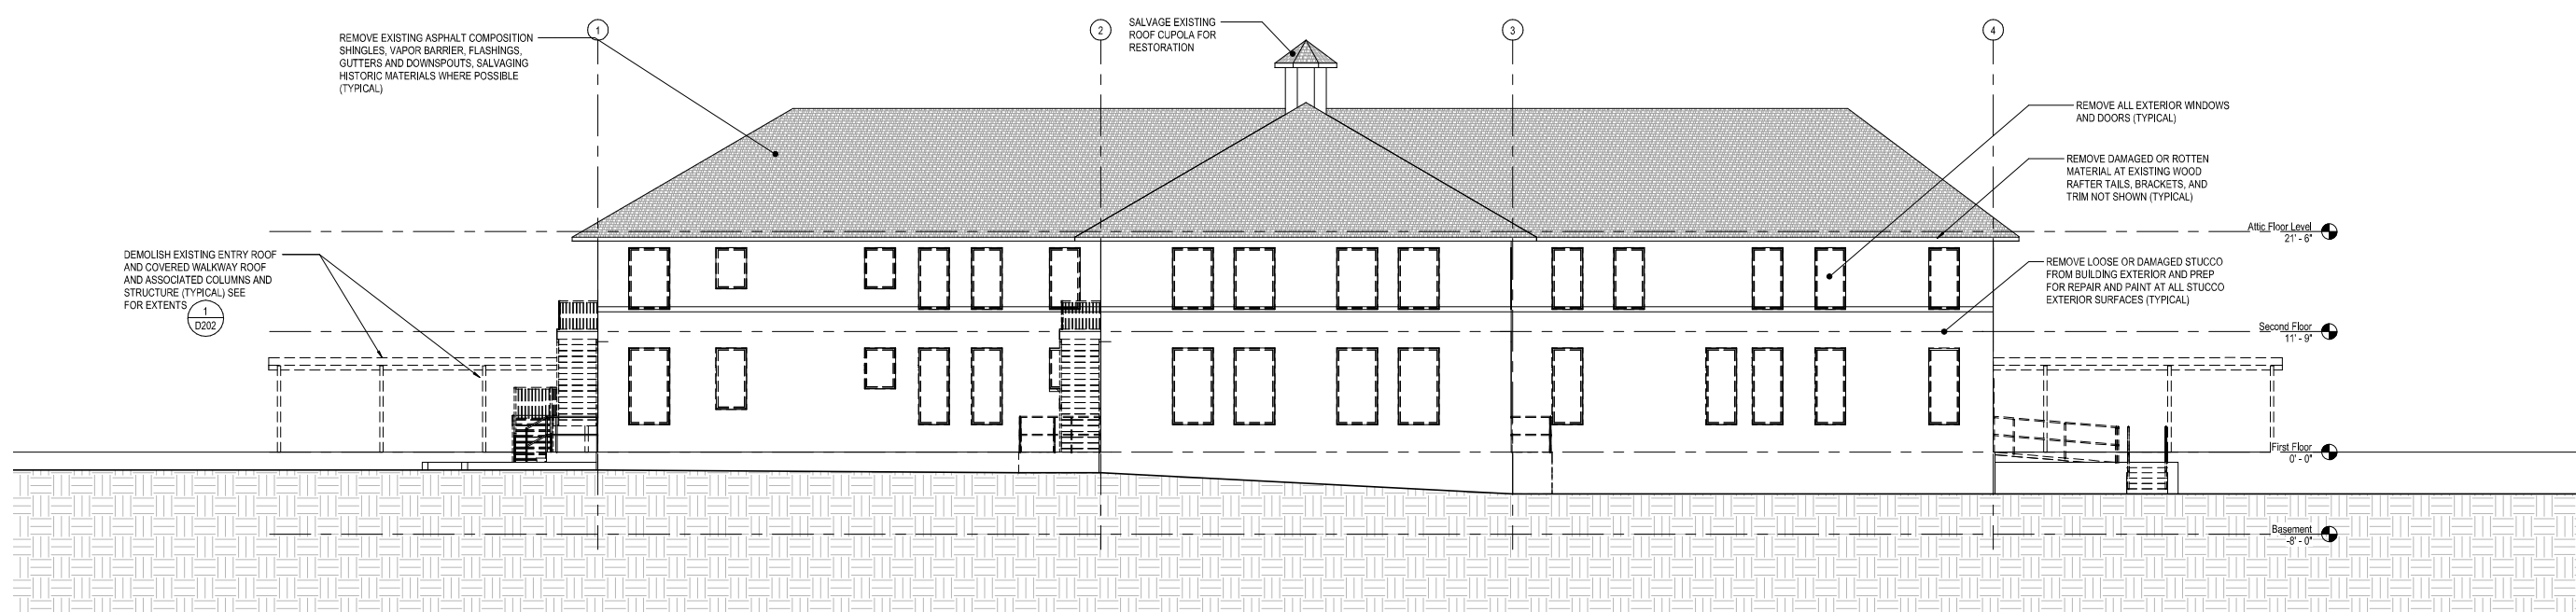 1
2
3
4
SALVAGE EXISTING
ROOF CUPOLA FOR
RESTORATION
REMOVE EXISTING ASPHALT COMPOSITION
SHINGLES, VAPOR BARRIER, FLASHINGS,
GUTTERS AND DOWNSPOUTS, SALVAGING
HISTORIC MATERIALS WHERE POSSIBLE
(TYPICAL)
REMOVE ALL EXTERIOR WINDOWS
AND DOORS (TYPICAL)
REMOVE DAMAGED OR ROTTEN
MATERIAL AT EXISTING WOOD
RAFTER TAILS, BRACKETS, AND
TRIM NOT SHOWN (TYPICAL)
Attic Floor Level
21' - 6"
DEMOLISH EXISTING ENTRY ROOF
AND COVERED WALKWAY ROOF
AND ASSOCIATED COLUMNS AND
STRUCTURE (TYPICAL) SEE
FOR EXTENTS
1
D202
REMOVE LOOSE OR DAMAGED STUCCO
FROM BUILDING EXTERIOR AND PREP
FOR REPAIR AND PAINT AT ALL STUCCO
EXTERIOR SURFACES (TYPICAL)
Second Floor
11' - 9"
First Floor
0' - 0"
Basement
-8' - 0"